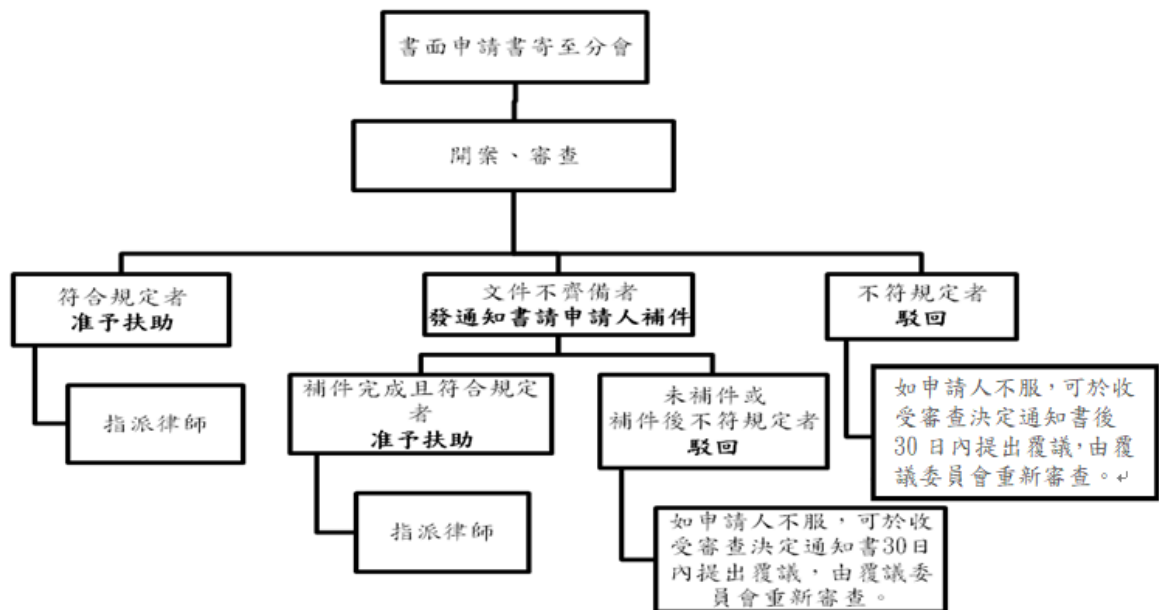 書面申請書寄至分會
開案、審查
符合規定者
准予扶助
指派律師
文件不齊備者
發通知書請申請人補件
補件完成且符合規定
者
准予扶助
指派律師
未補件或
補件後不符規定者
駁回
如申請人不服，可於收
受審查決定通知書30日
內提出覆議，由覆議委
員會重新審查。
不符規定者
駁回
如申請人不服，可於收
受審查決定通知書後
30 日內提出覆議，由覆
議委員會重新審查。↵